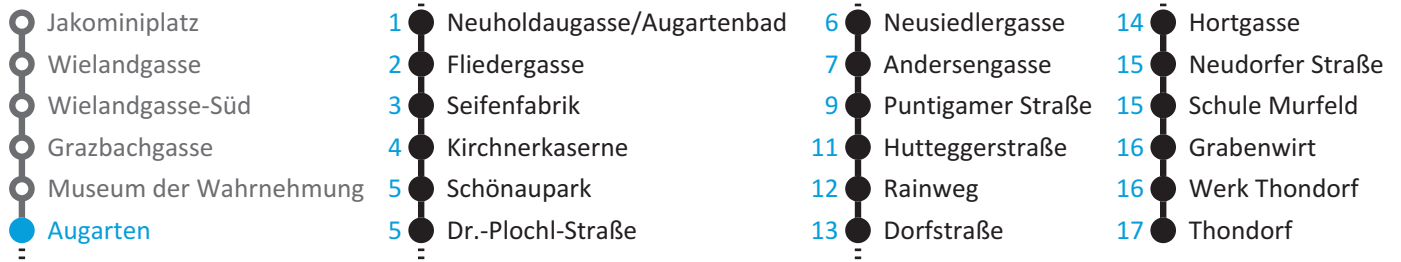 Jakominiplatz
Wielandgasse
Wielandgasse-Süd
Grazbachgasse
Museum der Wahrnehmung
Augarten
1 Neuholdaugasse/Augartenbad
2 Fliedergasse
3 Seifenfabrik
4 Kirchnerkaserne
5 Schönaupark
5 Dr.-Plochl-Straße
6 Neusiedlergasse
7 Andersengasse
9 Puntigamer Straße
11 Hutteggerstraße
12 Rainweg
13 Dorfstraße
14 Hortgasse
15 Neudorfer Straße
15 Schule Murfeld
16 Grabenwirt
16 Werk Thondorf
17 Thondorf